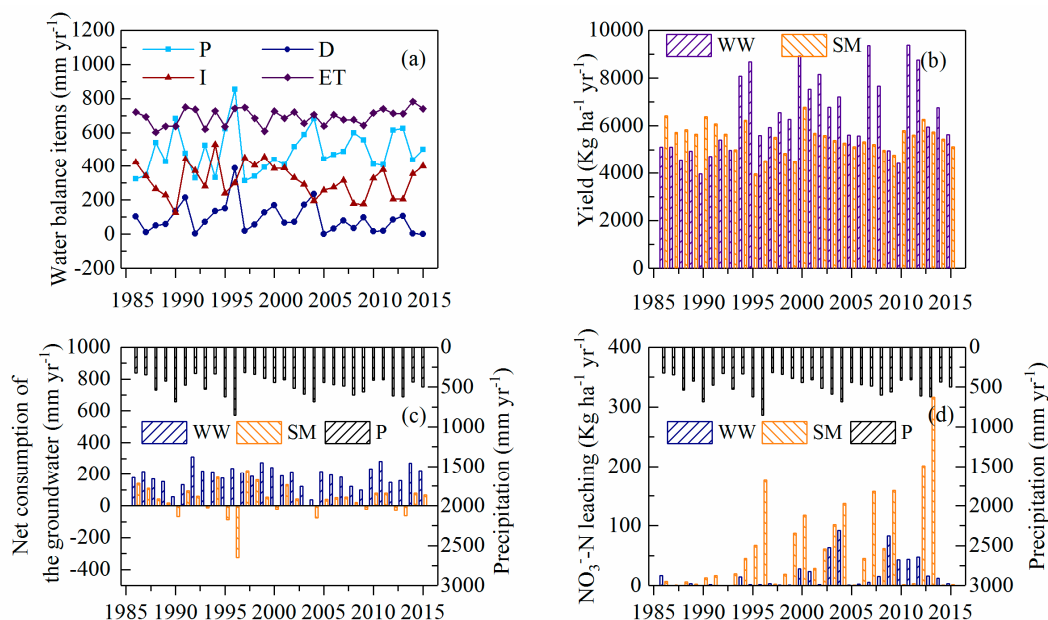 1200
1000
800
600
400
200
0
-200
Water balance items (mm yr⁻¹)
P
D
I
ET
(a)
1985 1990 1995 2000 2005 2010 2015
10000
8000
6000
4000
2000
0
Yield (Kg ha⁻¹ yr⁻¹)
WW
SM
(b)
1985 1990 1995 2000 2005 2010 2015
1000
800
600
400
200
0
-200
-400
Net consumption of
the groundwater (mm yr⁻¹)
WW
SM
P
(c)
0
500
1000
1500
2000
2500
3000
Precipitation (mm yr⁻¹)
1985 1990 1995 2000 2005 2010 2015
400
300
200
100
0
NO₃⁻-N leaching (Kg ha⁻¹ yr⁻¹)
WW
SM
P
(d)
0
500
1000
1500
2000
2500
3000
Precipitation (mm yr⁻¹)
1985 1990 1995 2000 2005 2010 2015